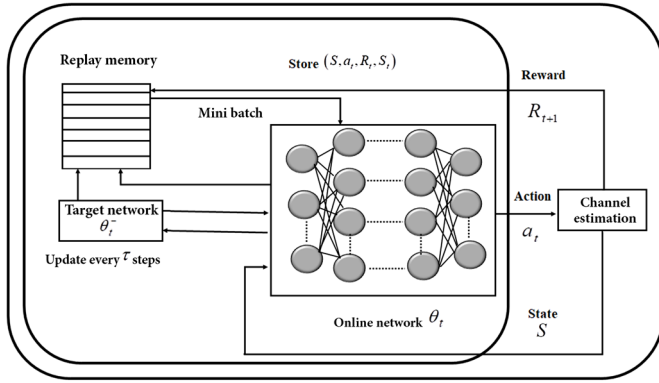 Replay memory
Store (S, a_t, R_t, S_t)
Reward
R_{t+1}
Mini batch
Target network
θ_t^-
Update every τ steps
Action
a_t
Channel
estimation
Online network θ_t
State
S